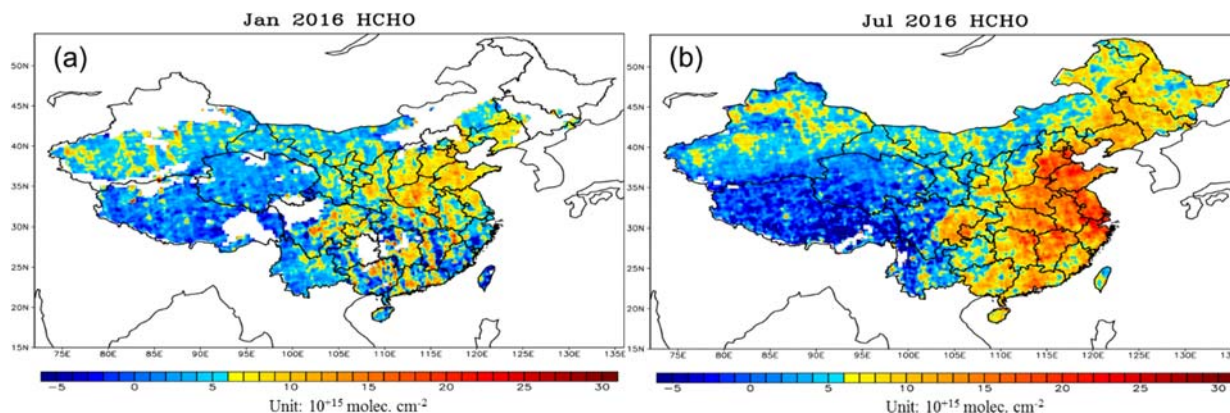 Jan 2016 HCHO
(a)
50N
45N
40N
35N
30N
25N
20N
15N
75E 80E 85E 90E 95E 100E 105E 110E 115E 120E 125E 130E 135E
-5 0 5 10 15 20 25 30
Unit: 10⁺¹⁵ molec. cm⁻²
Jul 2016 HCHO
(b)
50N
45N
40N
35N
30N
25N
20N
15N
75E 80E 85E 90E 95E 100E 105E 110E 115E 120E 125E 130E
-5 0 5 10 15 20 25 30
Unit: 10⁺¹⁵ molec. cm⁻²